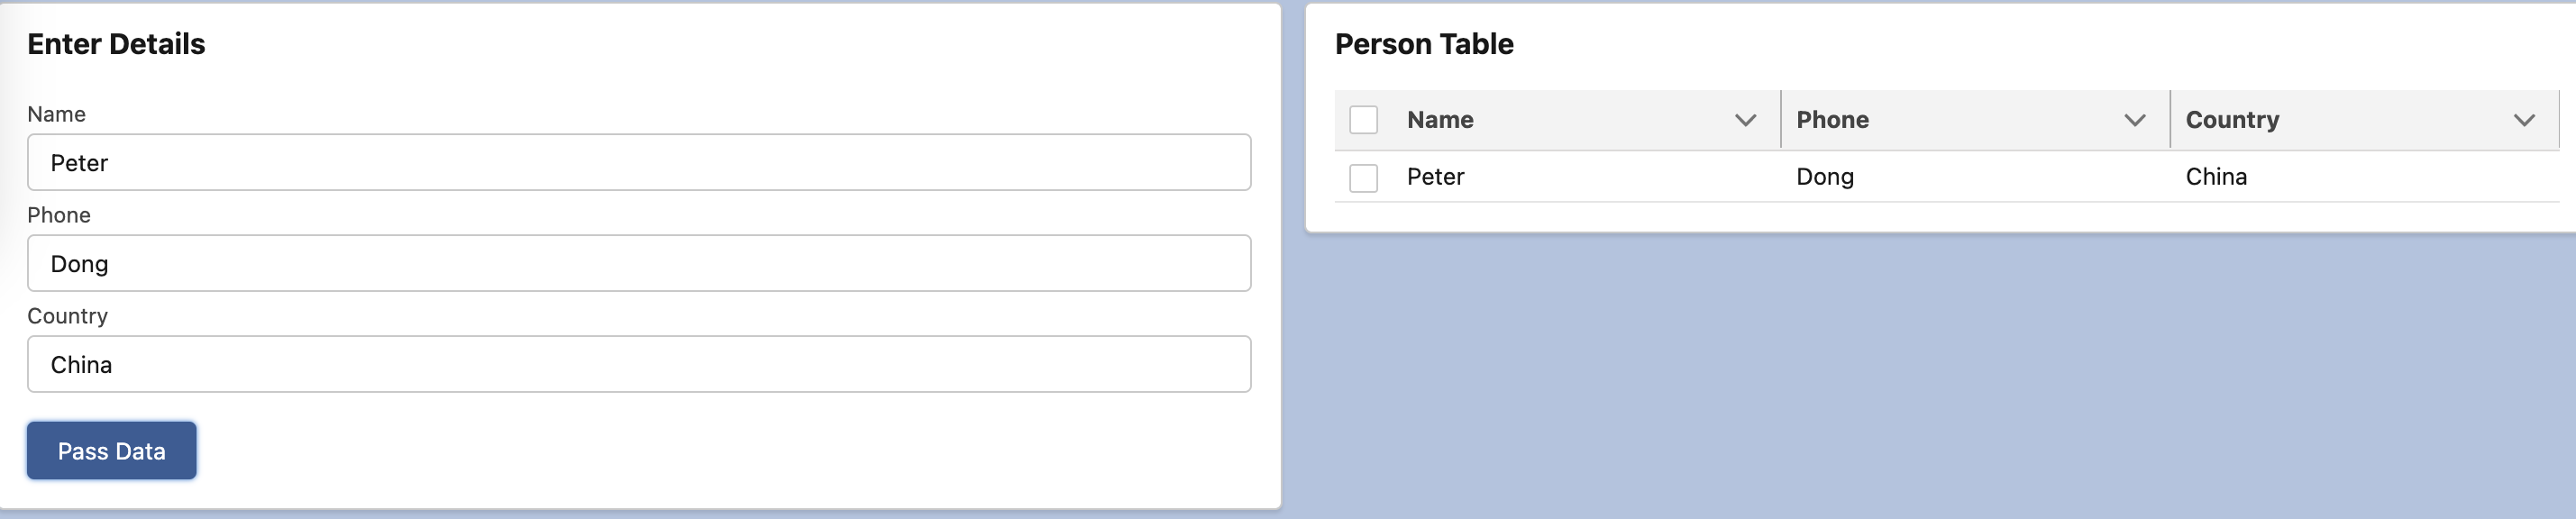 Enter Details
Name
Peter
Phone
Dong
Country
China
Pass Data
Person Table
Name Phone Country
Peter Dong China